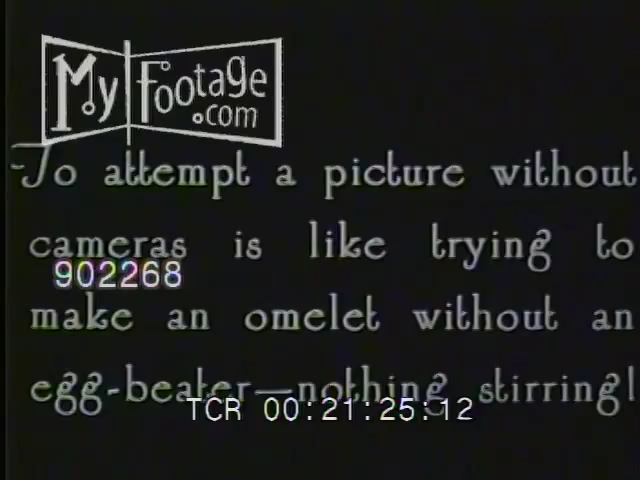 My Footage
.com
To attempt a picture without
cameras is like trying to
902268
make an omelet without an
egg-beater—nothing stirring!
TCR 00:21:25:12